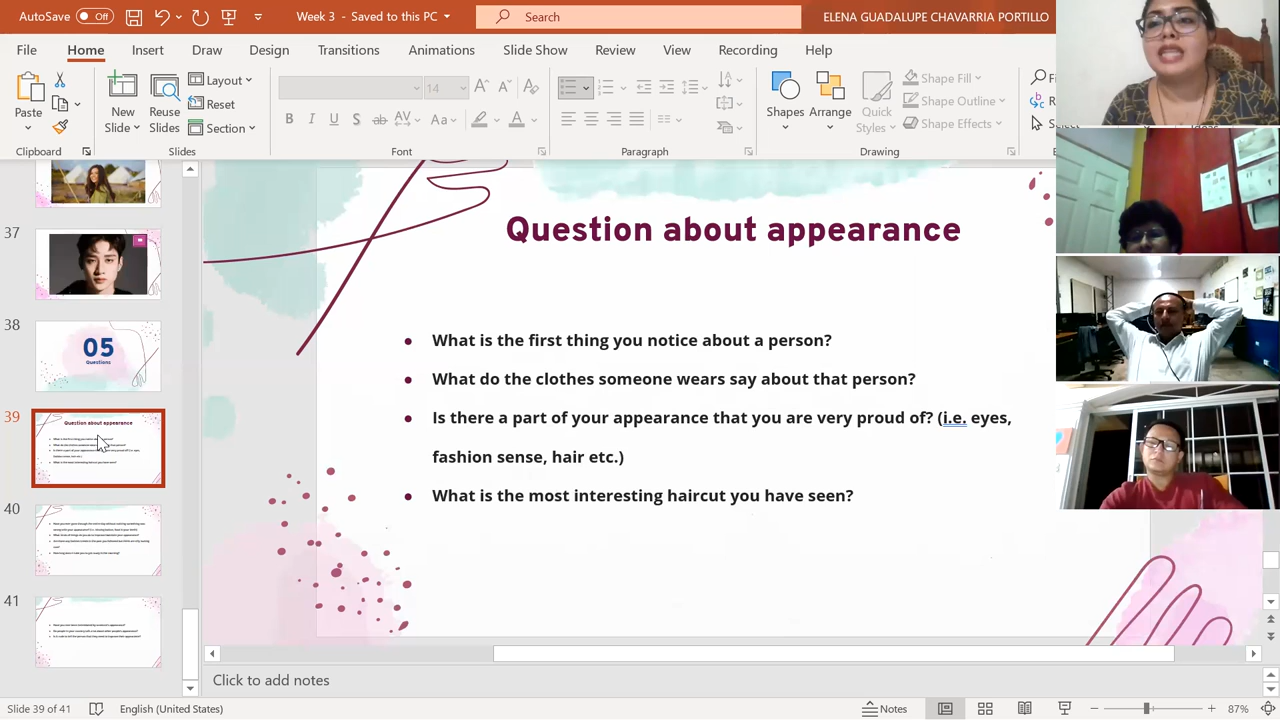 AutoSave Off Week 3 - Saved to this PC Search ELENA GUADALUPE CHAVARRIA PORTILLO
File Home Insert Draw Design Transitions Animations Slide Show Review View Recording Help
Paste
New Slide
Reuse Slides
Layout
Reset
Section
Shapes
Arrange
Quick Styles
Shape Fill
Shape Outline
Shape Effects
Clipboard Slides Font Paragraph Drawing
37
38
05
Questions
39
Question about appearance
40
41
Question about appearance
What is the first thing you notice about a person?
What do the clothes someone wears say about that person?
Is there a part of your appearance that you are very proud of? (i.e. eyes,
fashion sense, hair etc.)
What is the most interesting haircut you have seen?
Click to add notes
Slide 39 of 41 English (United States) Notes 87%